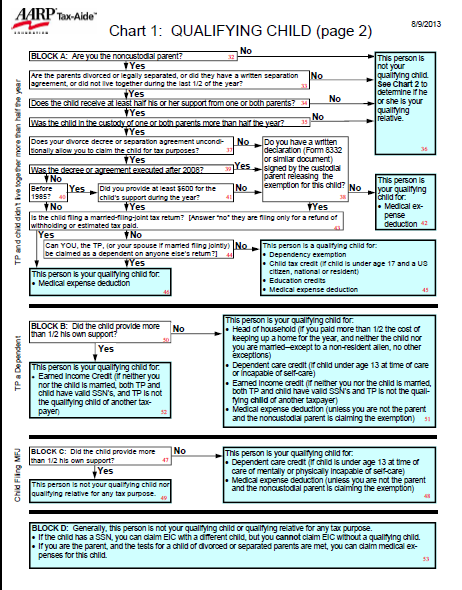 AARP Tax-Aide™
FOUNDATION
Chart 1:  QUALIFYING CHILD (page 2)
8/9/2013
TP and child didn't live together more than half the year
BLOCK A:  Are you the noncustodial parent?
32
No
Yes
Are the parents divorced or legally separated, or did they have a written separation
agreement, or did not live together during the last 1/2 of the year?
33
No
Yes
Does the child receive at least half his or her support from one or both parents?
34
No
Yes
Was the child in the custody of one or both parents more than half the year?
35
No
This person is
not your
qualifying child.
See Chart 2 to
determine if he
or she is your
qualifying
relative.
36
Yes
Does your divorce decree or separation agreement uncondi-
tionally allow you to claim the child for tax purposes?
37
No
Do you have a written
declaration (Form 8332
or similar document)
signed by the custodial
parent releasing the
exemption for this child?
38
Yes
Was the decree or agreement executed after 2008?
39
Yes
No
Before
1985?
40
Yes
Did you provide at least $600 for the
child's support during the year?
41
No
No
This person is
your qualifying
child for:
• Medical ex-
pense
deduction
42
No
Yes
Yes
Is the child filing a married-filing-joint tax return?  [Answer "no" they are filing only for a refund of
withholding or estimated tax paid.
43
Yes
No
Can YOU, the TP, (or your spouse if married filing jointly)
be claimed as a dependent on anyone else's return?]
44
No
This person is a qualifying child for:
• Dependency exemption
• Child tax credit (if child is under age 17 and a US
citizen, national or resident)
• Education credits
• Medical expense deduction
45
Yes
This person is your qualifying child for:
• Medical expense deduction
46
TP a Dependent
BLOCK B:  Did the child provide more
than 1/2 his own support?
50
No
Yes
This person is your qualifying child for:
• Head of household (if you paid more than 1/2 the cost of
keeping up a home for the year, and neither the child nor
you are married--except to a non-resident alien, no other
exceptions)
• Dependent care credit (if child under age 13 at time of care
or incapable of self-care)
• Earned income credit (if neither you nor the child is married,
both TP and child have valid SSN's and TP is not the quali-
fying child of another taxpayer)
• Medical expense deduction (unless you are not the parent
and the noncustodial parent is claiming the exemption)
51
This person is your qualifying child for:
• Earned Income Credit (if neither you
nor the child is married, both TP and
child have valid SSN's, and TP is not
the qualifying child of another tax-
payer)
52
Child Filing MFJ
BLOCK C:  Did the child provide more
than 1/2 his own support?
47
No
Yes
This person is your qualifying child for:
• Dependent care credit (if child is under age 13 at time of
care of mentally or physically incapable of self-care)
• Medical expense deduction (unless you are not the parent
and the noncustodial parent is claiming the exemption)
48
This person is not your qualifying child nor
qualifying relative for any tax purpose.
49
BLOCK D:  Generally, this person is not your qualifying child or qualifying relative for any tax purpose.
• If the child has a SSN, you can claim EIC with a different child, but you cannot claim EIC without a qualifying child.
• If you are the parent, and the tests for a child of divorced or separated parents are met, you can claim medical ex-
penses for this child.
53